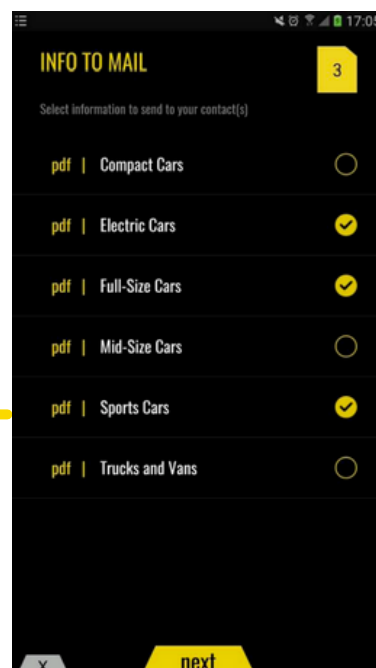 17:05
INFO TO MAIL
3
Select information to send to your contact(s)
pdf | Compact Cars
pdf | Electric Cars
pdf | Full-Size Cars
pdf | Mid-Size Cars
pdf | Sports Cars
pdf | Trucks and Vans
X
next